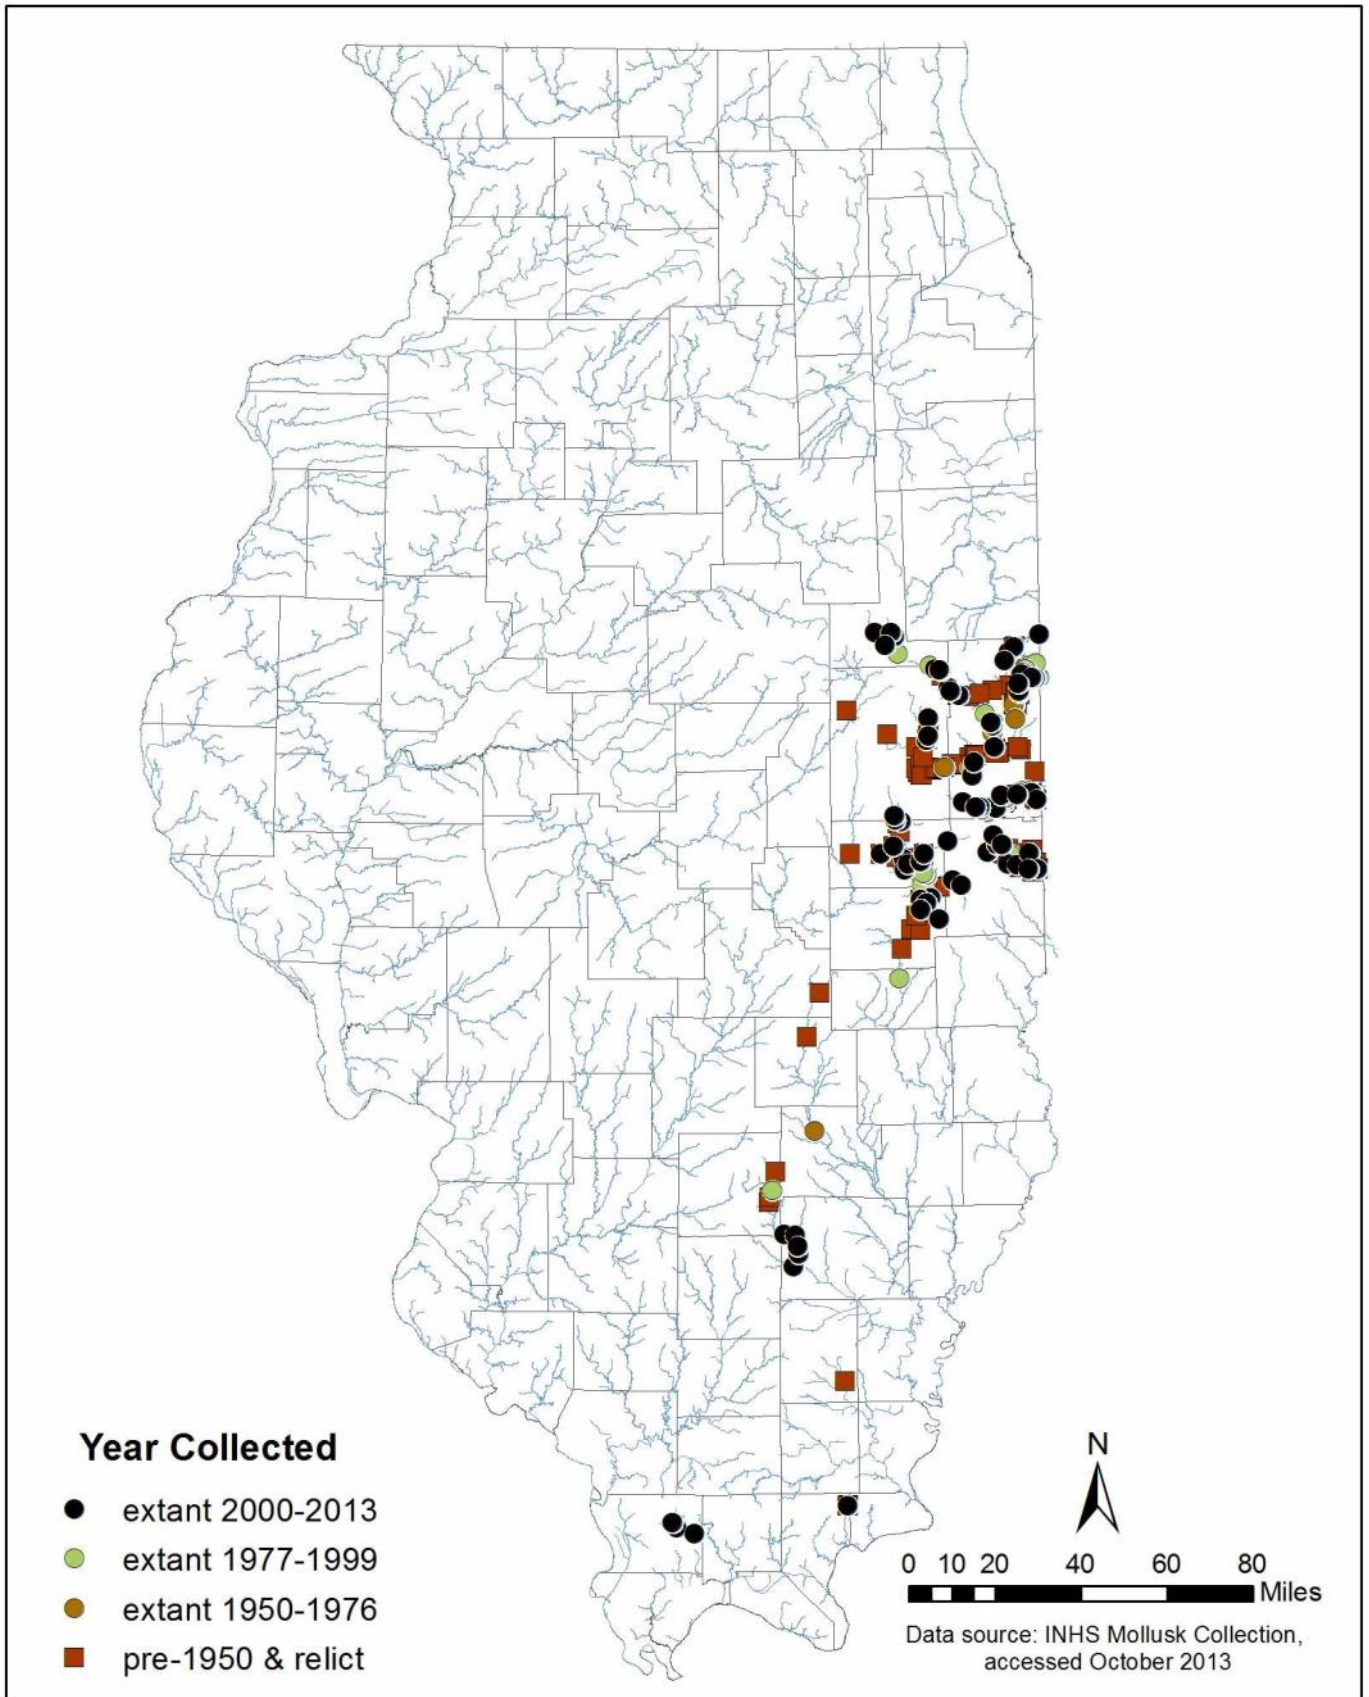 Year Collected
extant 2000-2013
extant 1977-1999
extant 1950-1976
pre-1950 & relict
N
0 10 20 40 60 80
Miles
Data source: INHS Mollusk Collection,
accessed October 2013